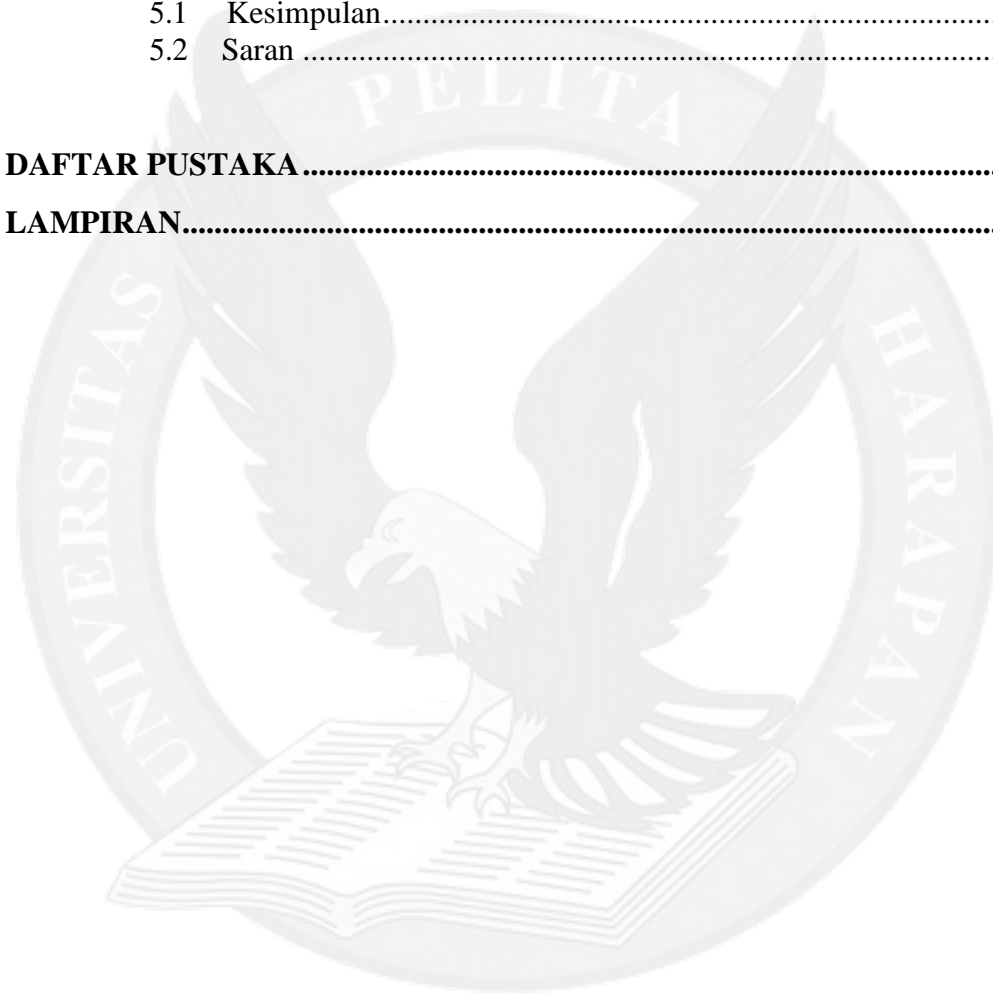 5.1 Kesimpulan
5.2 Saran
DAFTAR PUSTAKA
LAMPIRAN
UNIVERSITAS PELITA HARAPAN